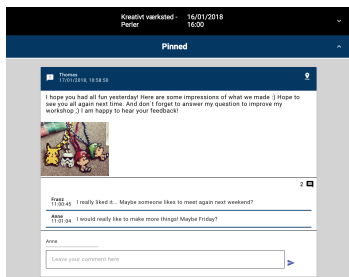 Kreativt værksted - 16/01/2018
Perler 16:00
Pinned
Thomas
17/01/2018, 18:58:58
I hope you had all fun yesterday! Here are some impressions of what we made :) Hope to
see you all again next time. And don´t forget to answer my question to improve my
workshop ;) I am happy to hear your feedback!
2
Franz
11:00:45 I really liked it... Maybe someone likes to meet again next weekend?
Anne
11:01:04 I would really like to make more things! Maybe Friday?
Anne
Leave your comment here